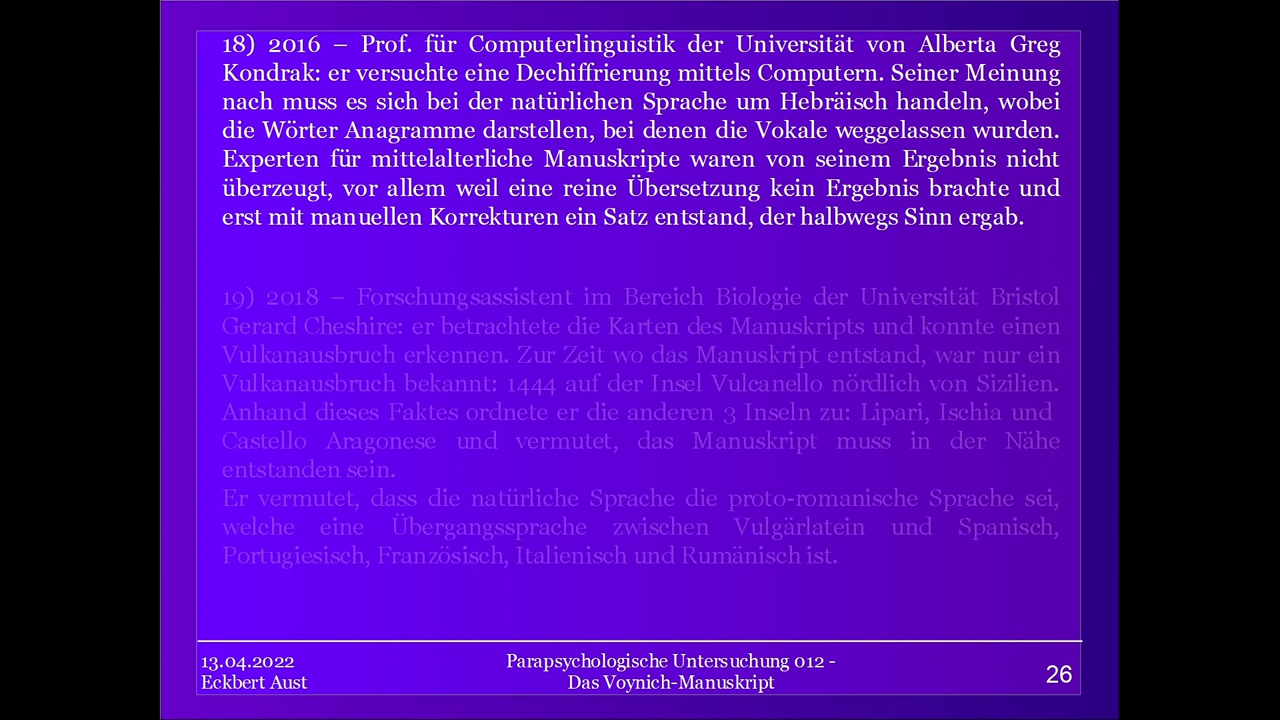 18) 2016 – Prof. für Computerlinguistik der Universität von Alberta Greg
Kondrak: er versuchte eine Dechiffrierung mittels Computern. Seiner Meinung
nach muss es sich bei der natürlichen Sprache um Hebräisch handeln, wobei
die Wörter Anagramme darstellen, bei denen die Vokale weggelassen wurden.
Experten für mittelalterliche Manuskripte waren von seinem Ergebnis nicht
überzeugt, vor allem weil eine reine Übersetzung kein Ergebnis brachte und
erst mit manuellen Korrekturen ein Satz entstand, der halbwegs Sinn ergab.
19) 2018 – Forschungsassistent im Bereich Biologie der Universität Bristol
Gerard Cheshire: er betrachtete die Karten des Manuskripts und konnte einen
Vulkanausbruch erkennen. Zur Zeit wo das Manuskript entstand, war nur ein
Vulkanausbruch bekannt: 1444 auf der Insel Vulcanello nördlich von Sizilien.
Anhand dieses Faktes ordnete er die anderen 3 Inseln zu: Lipari, Ischia und
Castello Aragonese und vermutet, das Manuskript muss in der Nähe
entstanden sein.
Er vermutet, dass die natürliche Sprache die proto-romanische Sprache sei,
welche eine Übergangssprache zwischen Vulgärlatein und Spanisch,
Portugiesisch, Französisch, Italienisch und Rumänisch ist.
13.04.2022
Eckbert Aust
Parapsychologische Untersuchung 012 -
Das Voynich-Manuskript
26